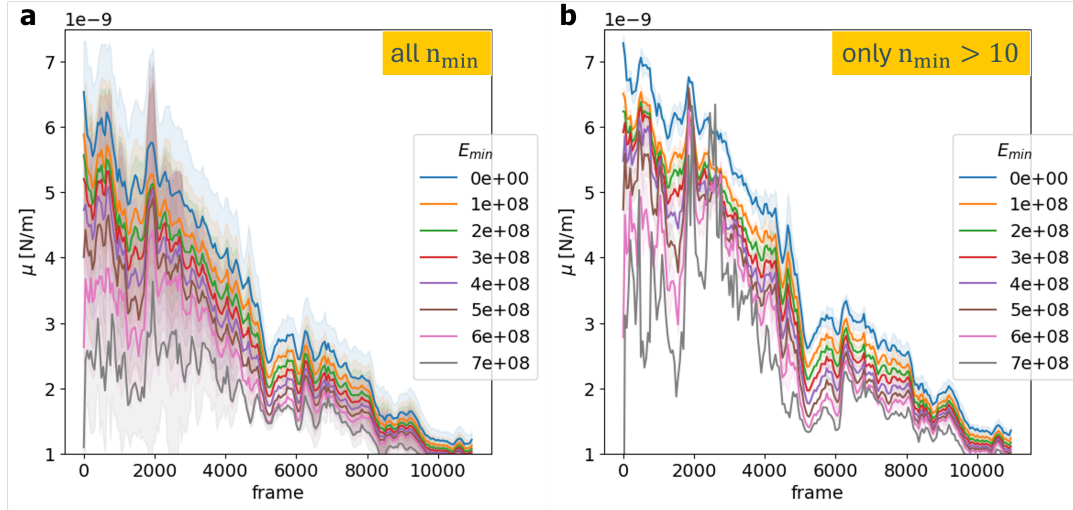 a
1e−9
all n_min
μ [N/m]
7
6
5
4
3
2
1
0
2000
4000
6000
8000
10000
frame
E_min
0e+00
1e+08
2e+08
3e+08
4e+08
5e+08
6e+08
7e+08
b
1e−9
only n_min > 10
μ [N/m]
7
6
5
4
3
2
1
0
2000
4000
6000
8000
10000
frame
E_min
0e+00
1e+08
2e+08
3e+08
4e+08
5e+08
6e+08
7e+08